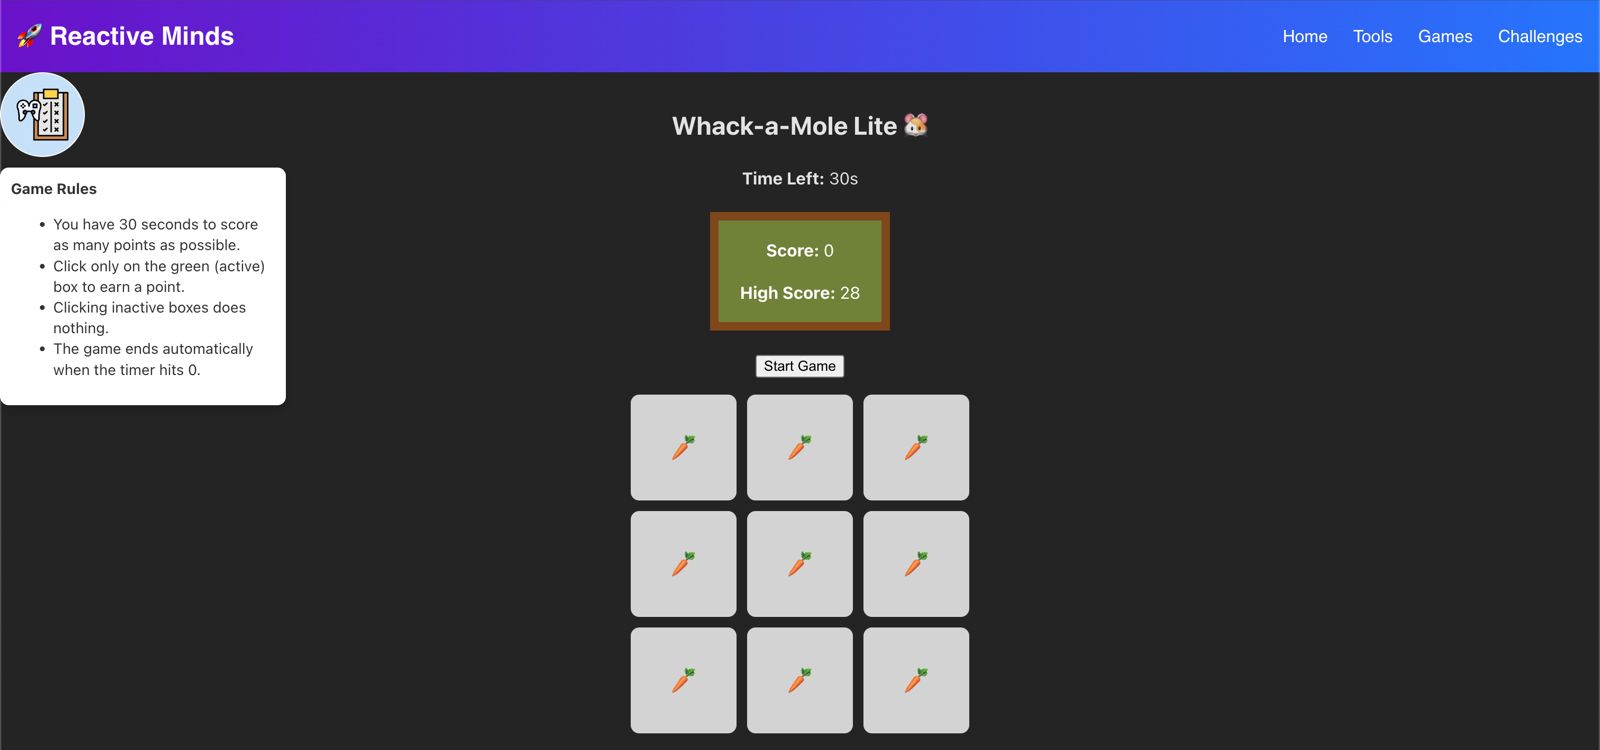 Reactive Minds
Home Tools Games Challenges
Whack-a-Mole Lite
Time Left: 30s
Score: 0
High Score: 28
Start Game
Game Rules
You have 30 seconds to score
as many points as possible.
Click only on the green (active)
box to earn a point.
Clicking inactive boxes does
nothing.
The game ends automatically
when the timer hits 0.